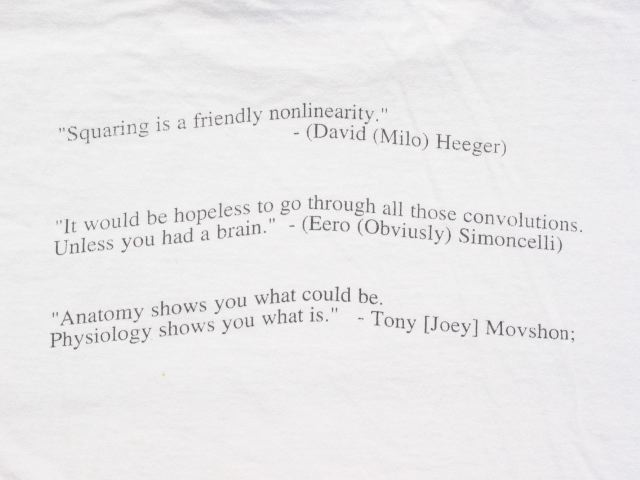 "Squaring is a friendly nonlinearity."
- (David (Milo) Heeger)
"It would be hopeless to go through all those convolutions.
Unless you had a brain." - (Eero (Obviusly) Simoncelli)
"Anatomy shows you what could be.
Physiology shows you what is." - Tony [Joey] Movshon;